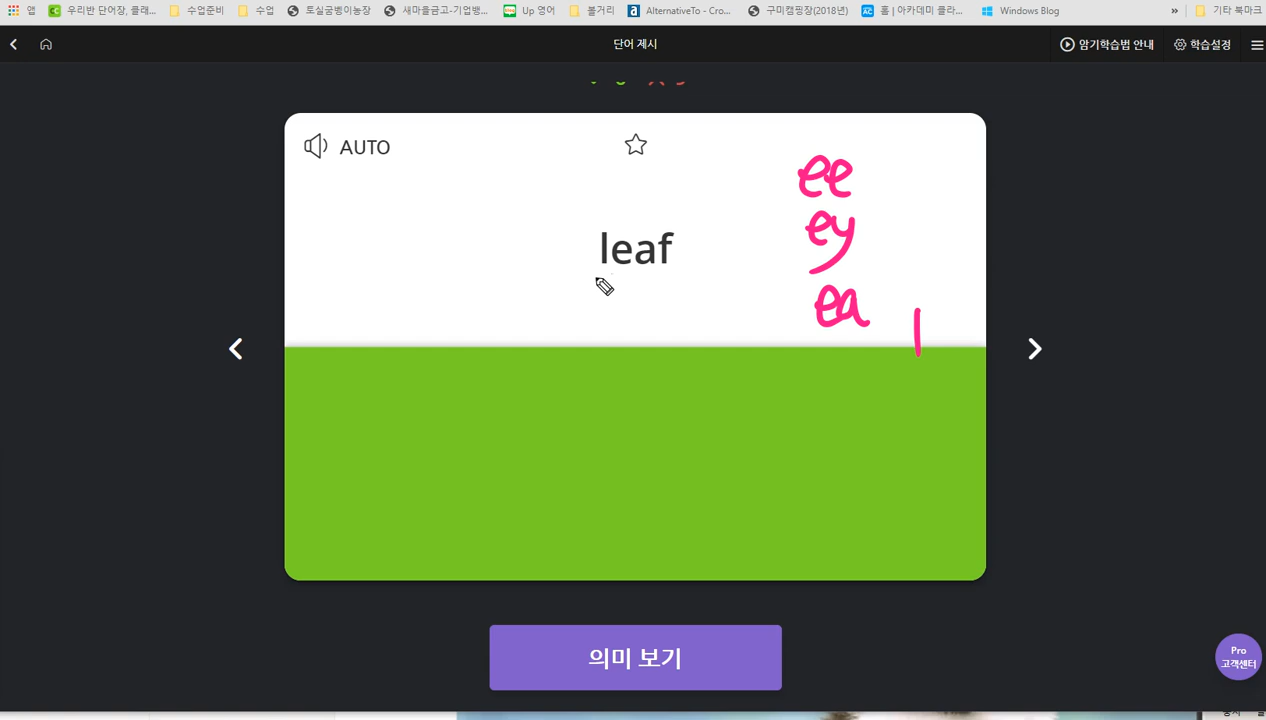 앱 우리반 단어장, 클래... 수업준비 수업 토실굼벵이농장 새마을금고-기업뱅... Up 영어 볼거리 AlternativeTo - Cro... 구미캠핑장(2018년) 홈 | 아카데미 클라... Windows Blog » 기타 북마크
단어 제시 암기학습법 안내 학습설정
AUTO
ee
leaf
ey
ea
의미 보기
Pro
고객센터